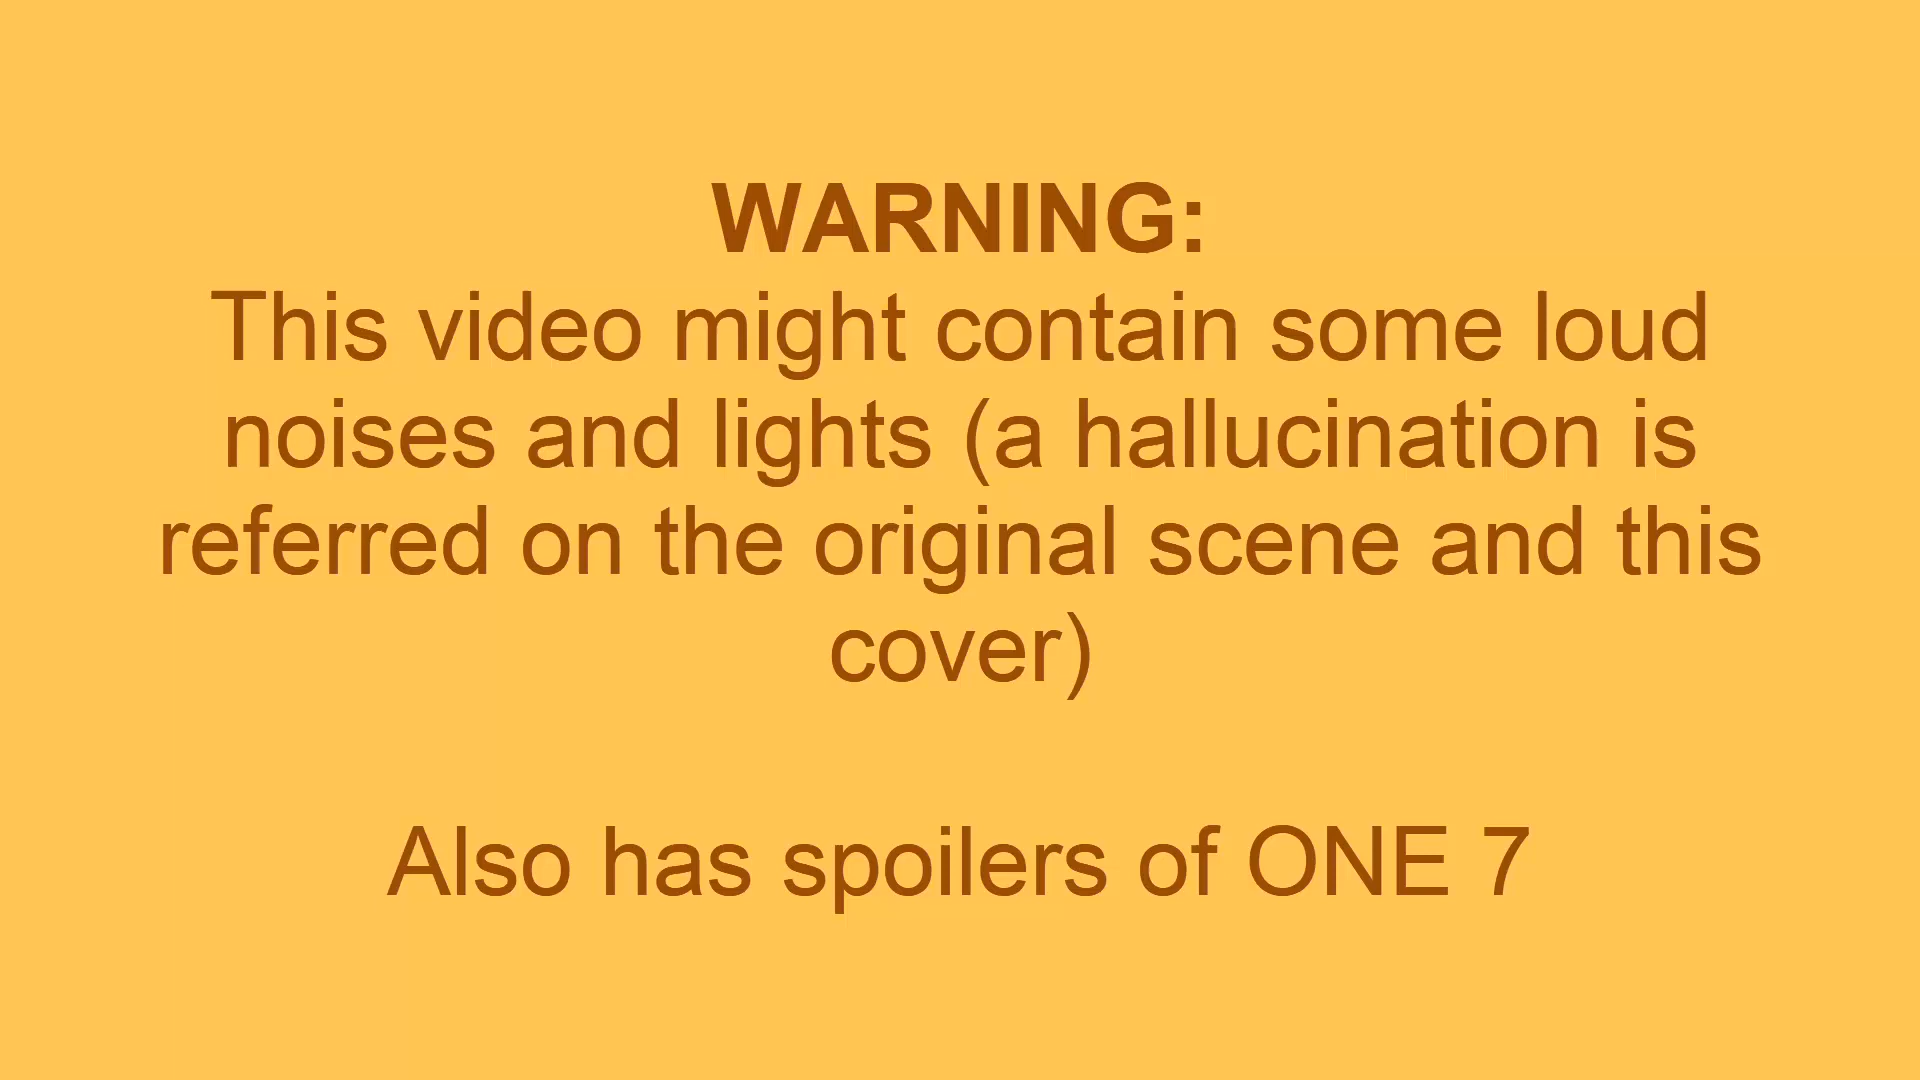 WARNING:
This video might contain some loud
noises and lights (a hallucination is
referred on the original scene and this
cover)
Also has spoilers of ONE 7